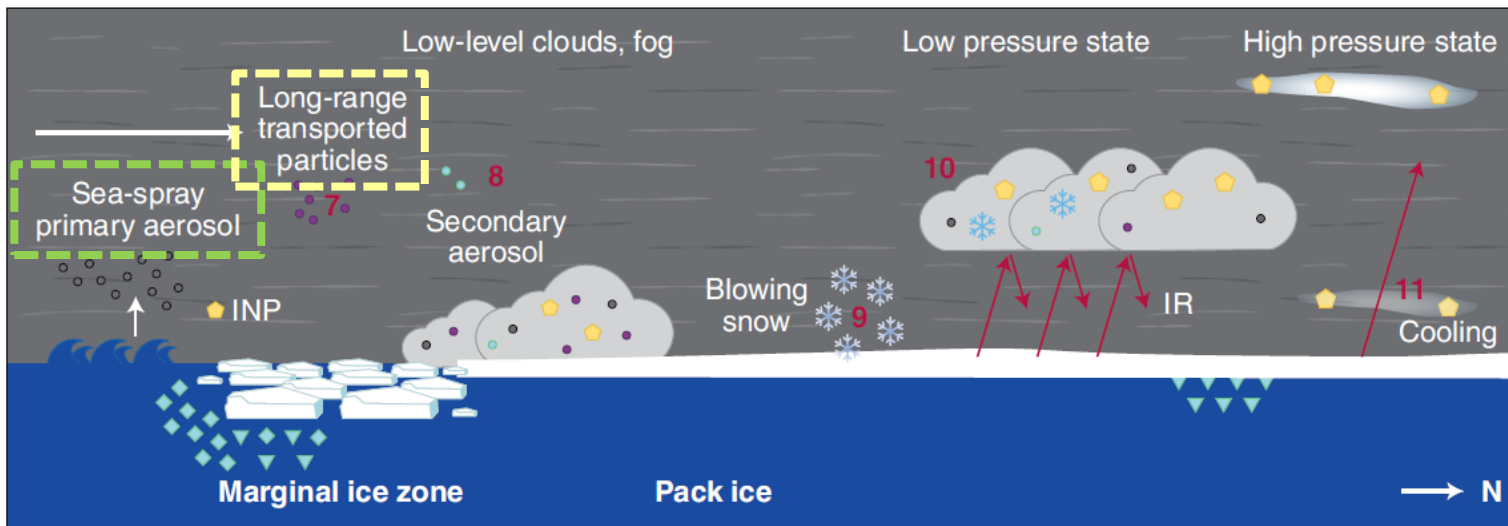 Low-level clouds, fog
Low pressure state
High pressure state
Long-range
transported
particles
10
8
Sea-spray
primary aerosol
7
Secondary
aerosol
INP
Blowing
snow
9
IR
11
Cooling
Marginal ice zone
Pack ice
N